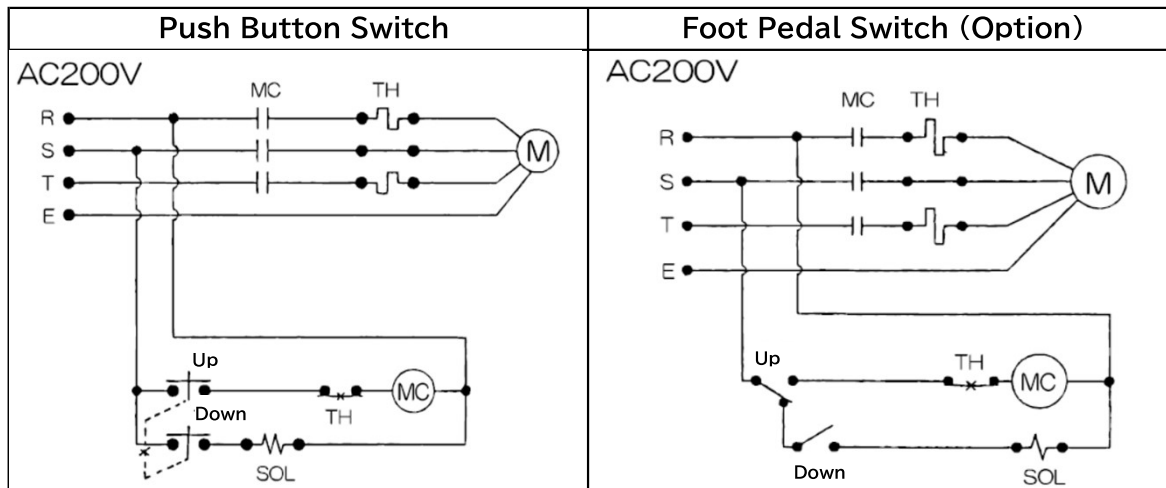 Push Button Switch
AC200V
MC TH
R
S
M
T
E
Up
MC
TH
Down
SOL
Foot Pedal Switch (Option)
AC200V
MC TH
R
S
M
T
E
Up
TH
MC
Down
SOL